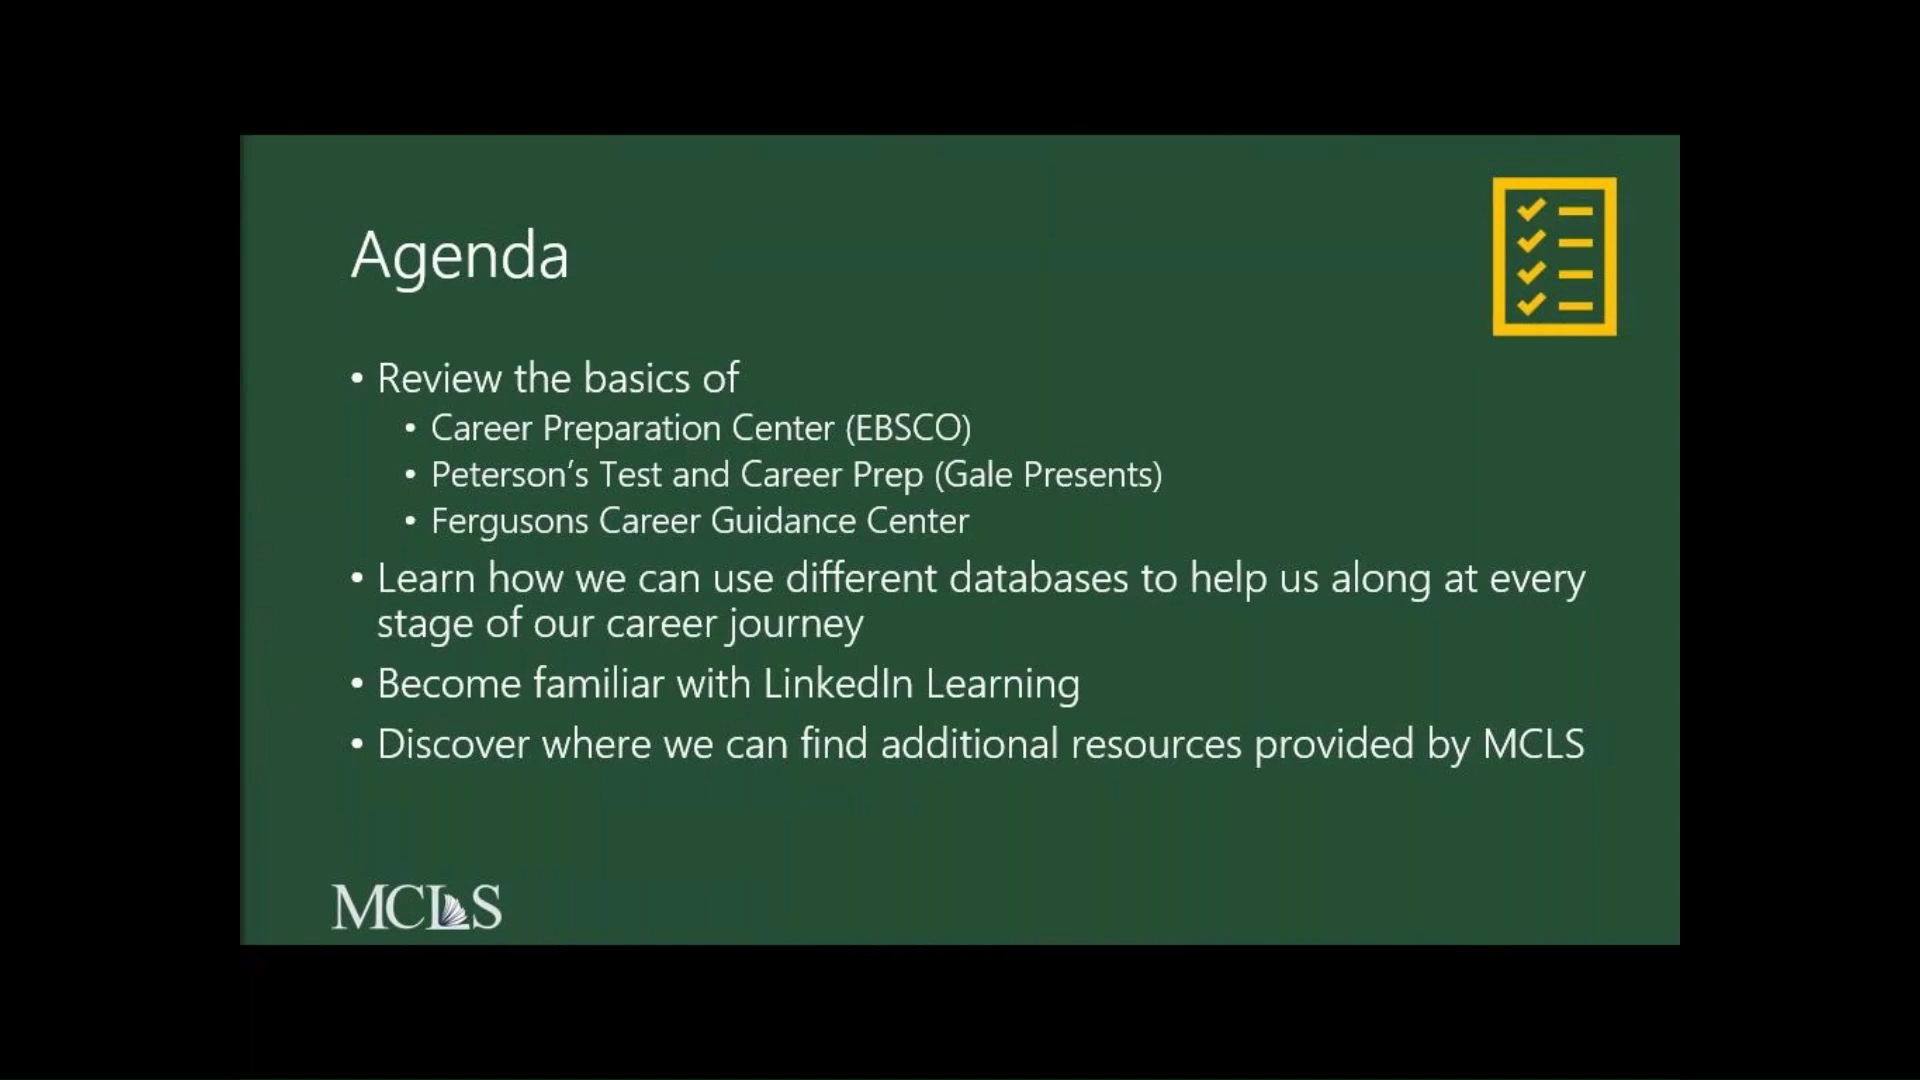 Agenda
• Review the basics of
• Career Preparation Center (EBSCO)
• Peterson’s Test and Career Prep (Gale Presents)
• Fergusons Career Guidance Center
• Learn how we can use different databases to help us along at every
stage of our career journey
• Become familiar with LinkedIn Learning
• Discover where we can find additional resources provided by MCLS
MCLS